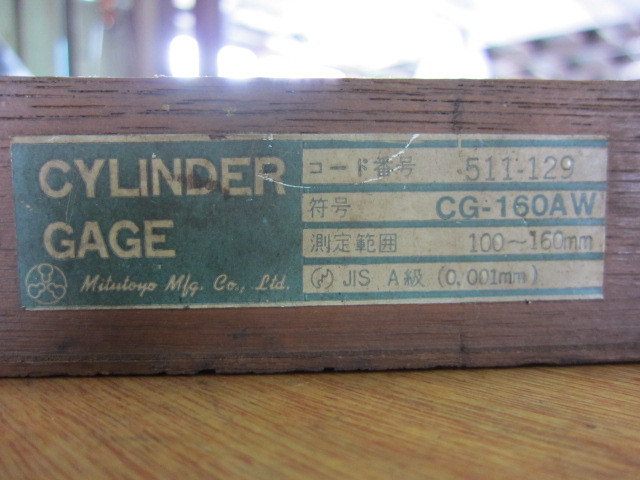 CYLINDER
GAGE
Mitutoyo Mfg. Co., Ltd.
コード番号 511-129
符号 CG-160AW
測定範囲 100～160mm
JIS A級 (0.001mm)